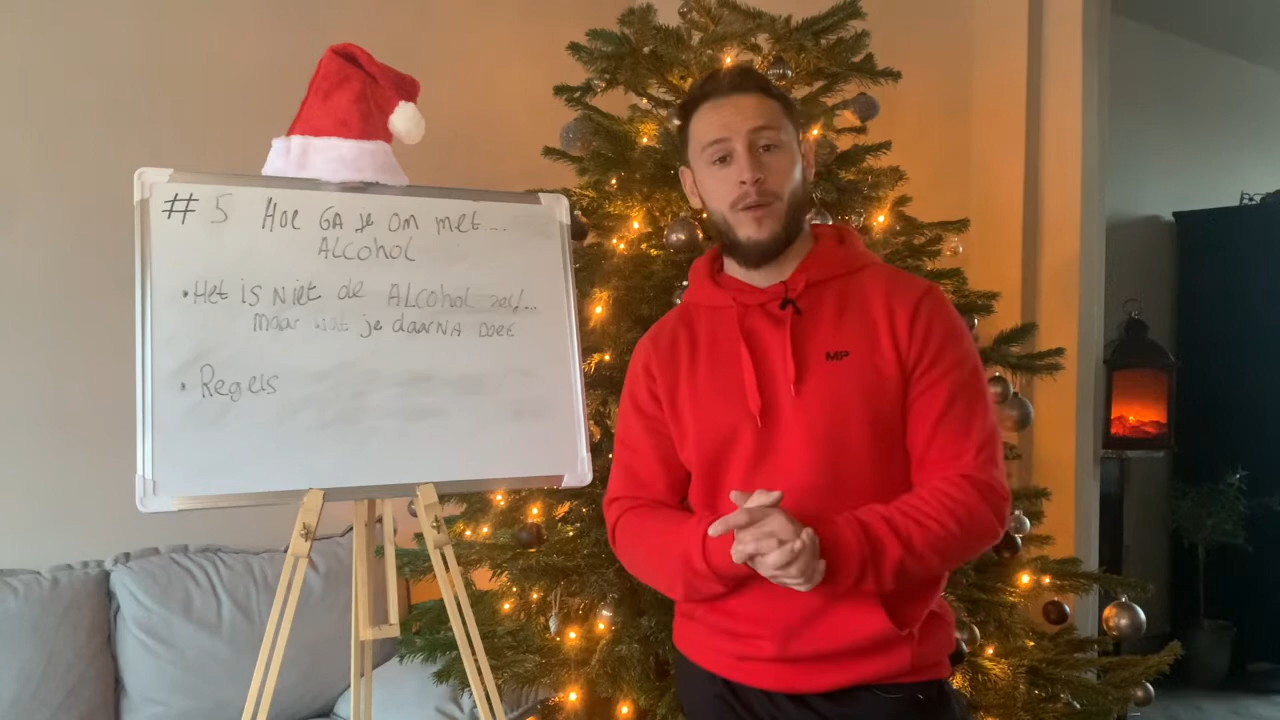 # 5 Hoe GA je om met...
ALCOHOL
• Het is Niet de ALCOHOL zelf...
maar wat je daarNA DOET
• Regels
MP